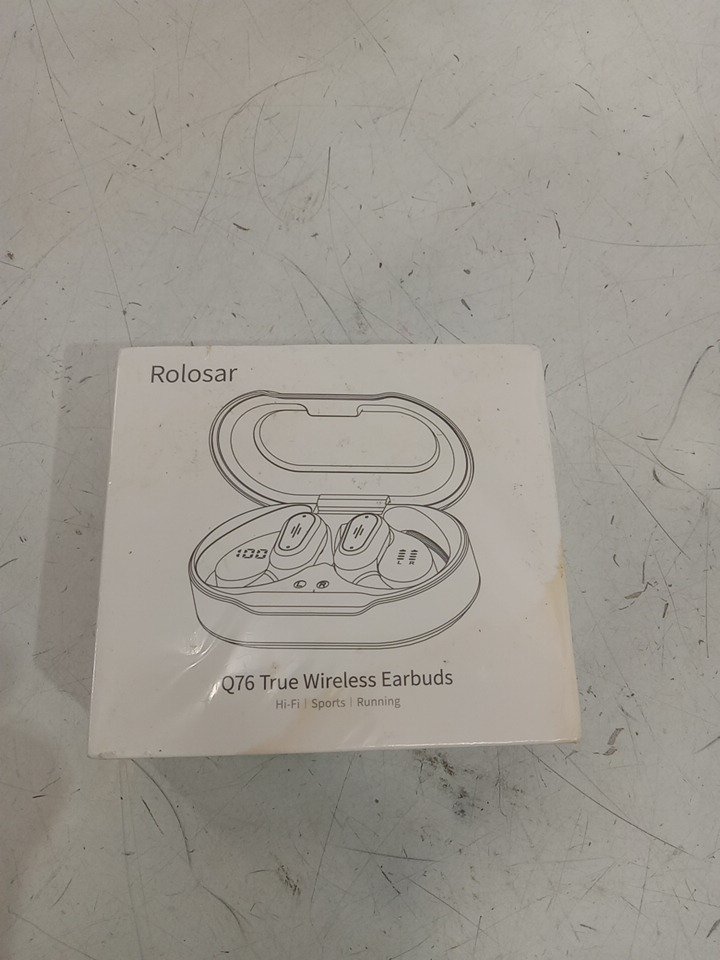 Rolosar
100
L R
L R
Q76 True Wireless Earbuds
Hi-Fi | Sports | Running